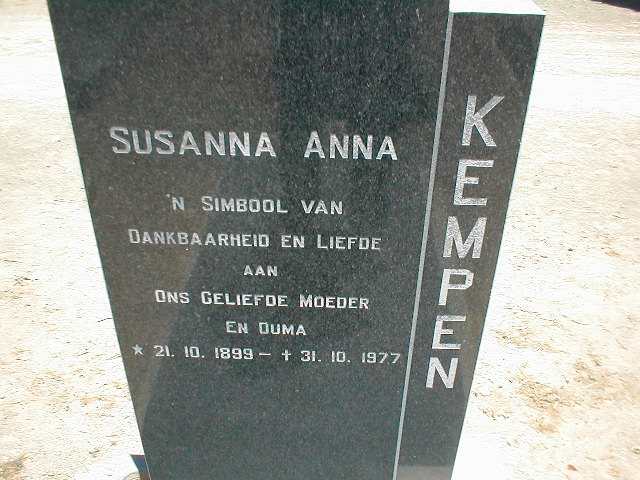 SUSANNA ANNA
'N SIMBOOL VAN
DANKBAARHEID EN LIEFDE
AAN
ONS GELIEFDE MOEDER
EN OUMA
* 21. 10. 1899 – † 31. 10. 1977
KEMPEN